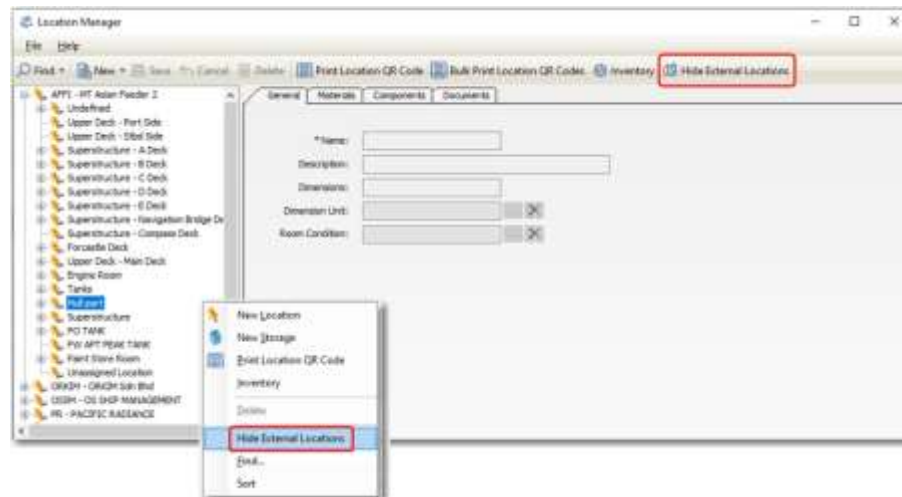 Location Manager
File Help
Find New Save Cancel Delete Print Location QR Code Bulk Print Location QR Codes Inventory Hide External Locations
General Materials Components Documents
AFF1 - MT Asian Feeder 2
Undefined
Upper Deck - Port Side
Upper Deck - Stbd Side
Superstructure - A Deck
Superstructure - B Deck
Superstructure - C Deck
Superstructure - D Deck
Superstructure - E Deck
Superstructure - Navigation Bridge De
Superstructure - Compass Deck
Forcastle Deck
Upper Deck - Main Deck
Engine Room
Tanks
Hull part
Superstructure
PO TANK
PW AFT PEAK TANK
Paint Store Room
Unassigned Location
ORKIM - ORKIM Sdn Bhd
OSSM - OS SHIP MANAGEMENT
PR - PACIFIC RADIANCE
*Name:
Description:
Dimensions:
Dimension Unit:
Room Condition:
New Location
New Storage
Print Location QR Code
Inventory
Delete
Hide External Locations
Find...
Sort